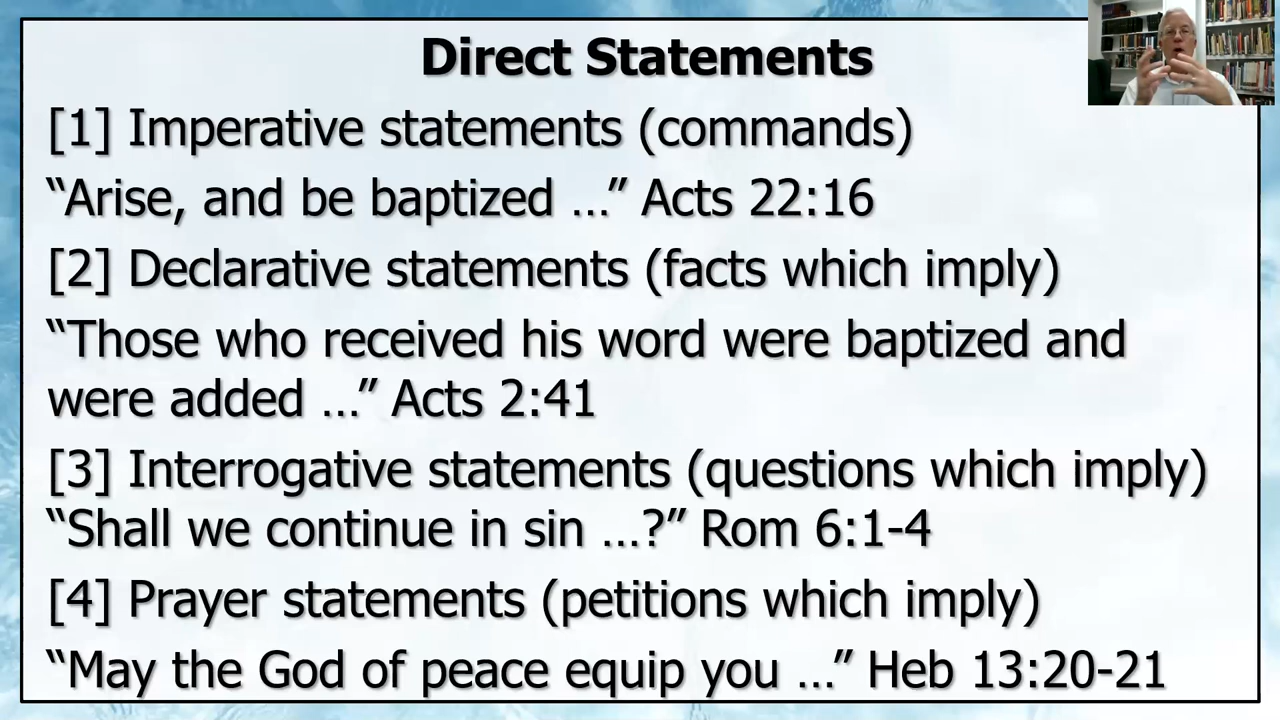 Direct Statements
[1] Imperative statements (commands)
“Arise, and be baptized …” Acts 22:16
[2] Declarative statements (facts which imply)
“Those who received his word were baptized and
were added …” Acts 2:41
[3] Interrogative statements (questions which imply)
“Shall we continue in sin …?” Rom 6:1-4
[4] Prayer statements (petitions which imply)
“May the God of peace equip you …” Heb 13:20-21